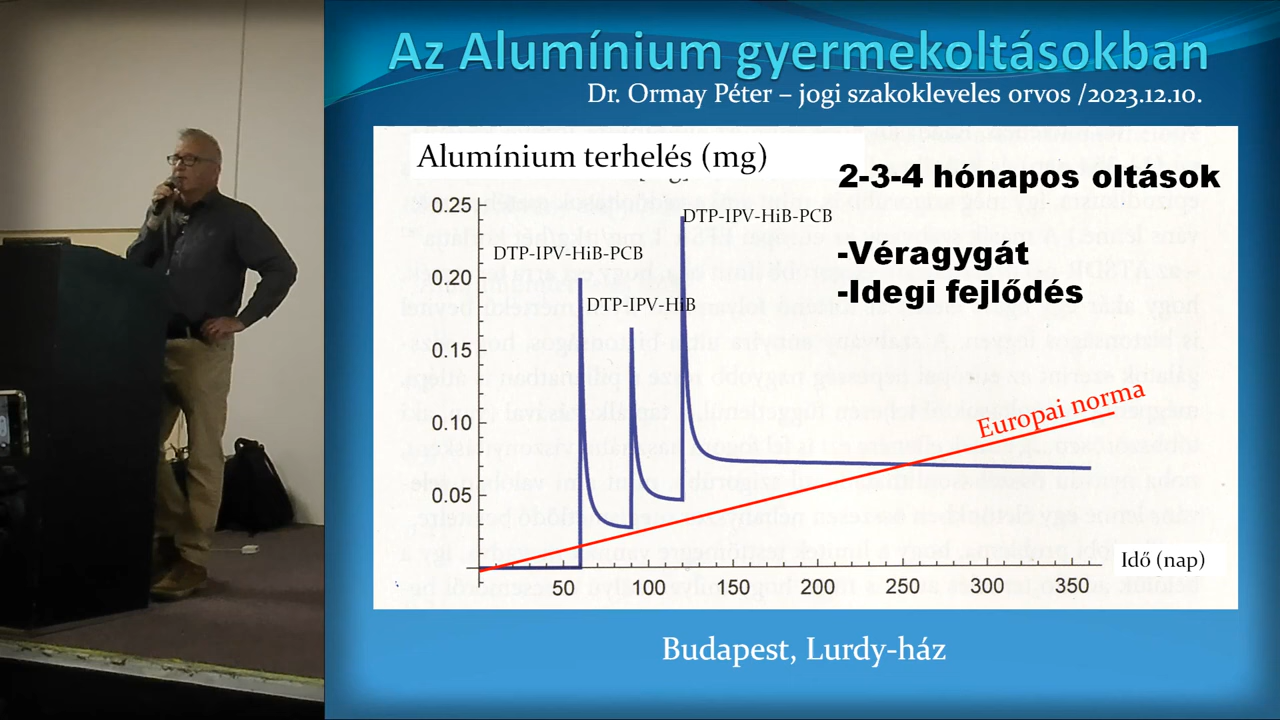 Az Alumínium gyermekoltásokban
Dr. Ormay Péter – jogi szakokleveles orvos /2023.12.10.
Alumínium terhelés (mg)
2-3-4 hónapos oltások
-Véragygát
-Idegi fejlődés
0.25
0.20
0.15
0.10
0.05
DTP-IPV-HiB-PCB
DTP-IPV-HiB
DTP-IPV-HiB-PCB
Europai norma
Idő (nap)
50 100 150 200 250 300 350
Budapest, Lurdy-ház